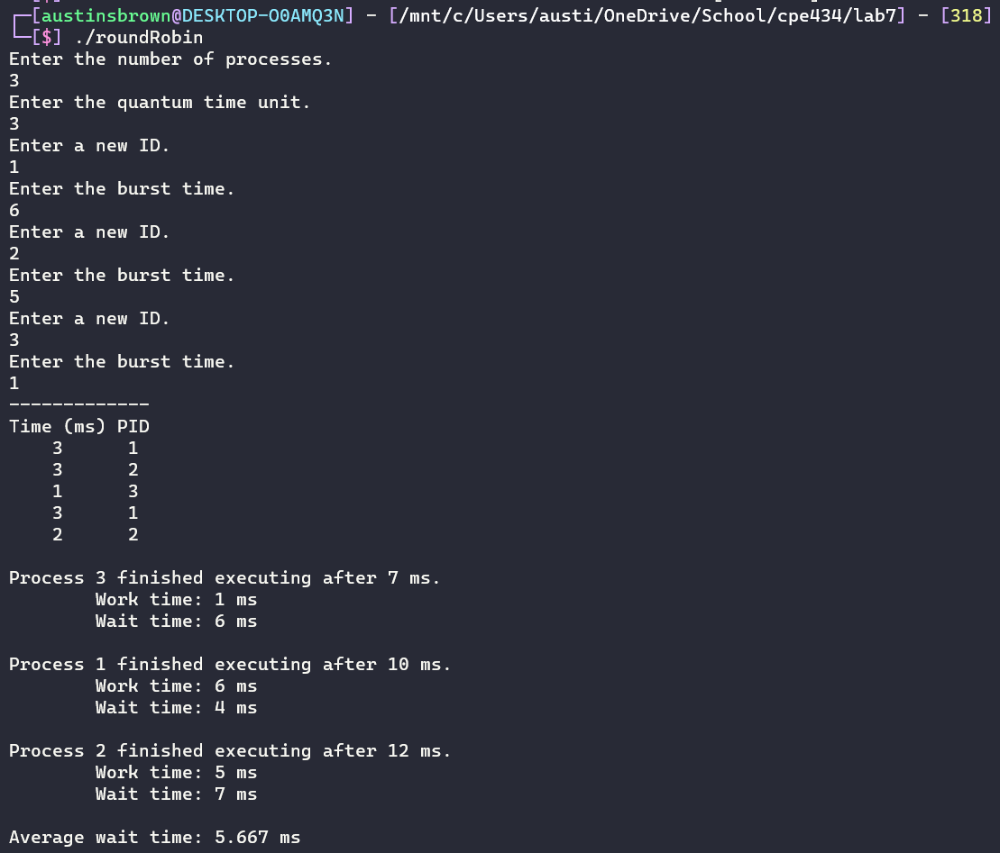 [austinsbrown@DESKTOP-O0AMQ3N] - [/mnt/c/Users/austi/OneDrive/School/cpe434/lab7] - [318]
[$] ./roundRobin
Enter the number of processes.
3
Enter the quantum time unit.
3
Enter a new ID.
1
Enter the burst time.
6
Enter a new ID.
2
Enter the burst time.
5
Enter a new ID.
3
Enter the burst time.
1
-------------
Time (ms) PID
3 1
3 2
1 3
3 1
2 2
Process 3 finished executing after 7 ms.
Work time: 1 ms
Wait time: 6 ms
Process 1 finished executing after 10 ms.
Work time: 6 ms
Wait time: 4 ms
Process 2 finished executing after 12 ms.
Work time: 5 ms
Wait time: 7 ms
Average wait time: 5.667 ms